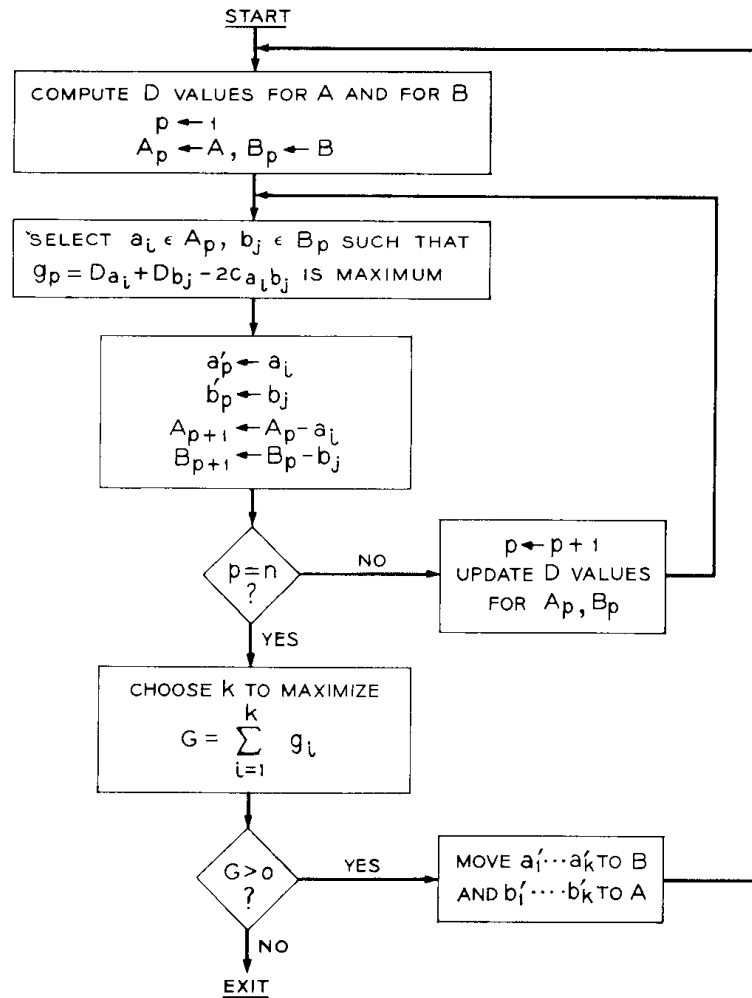 START
COMPUTE D VALUES FOR A AND FOR B
p ← 1
A_p ← A, B_p ← B
SELECT a_i ϵ A_p, b_j ϵ B_p SUCH THAT
g_p = D_{a_i} + D_{b_j} - 2c_{a_i b_j} IS MAXIMUM
a'_p ← a_i
b'_p ← b_j
A_{p+1} ← A_p - a_i
B_{p+1} ← B_p - b_j
p = n
?
NO
p ← p + 1
UPDATE D VALUES
FOR A_p, B_p
YES
CHOOSE k TO MAXIMIZE
G = ∑_{i=1}^{k} g_i
G > 0
?
YES
MOVE a'_1 ··· a'_k TO B
AND b'_1 ···· b'_k TO A
NO
EXIT